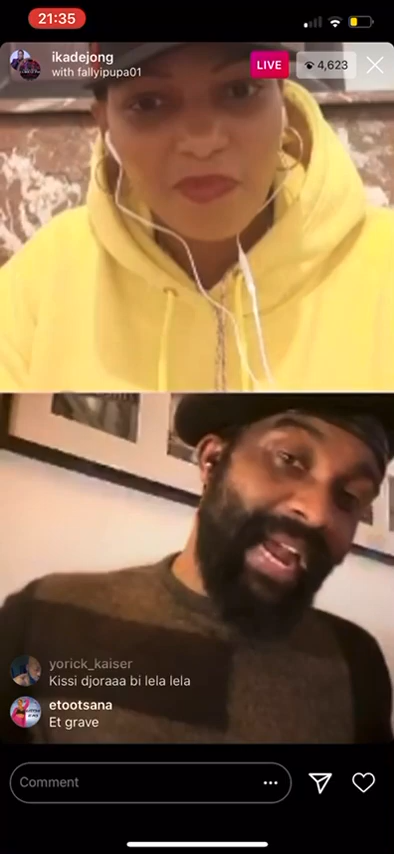 21:35
ikadejong
with fallyipupa01
LIVE
4,623
yorick_kaiser
Kissi djoraaa bi lela lela
etootsana
Et grave
Comment